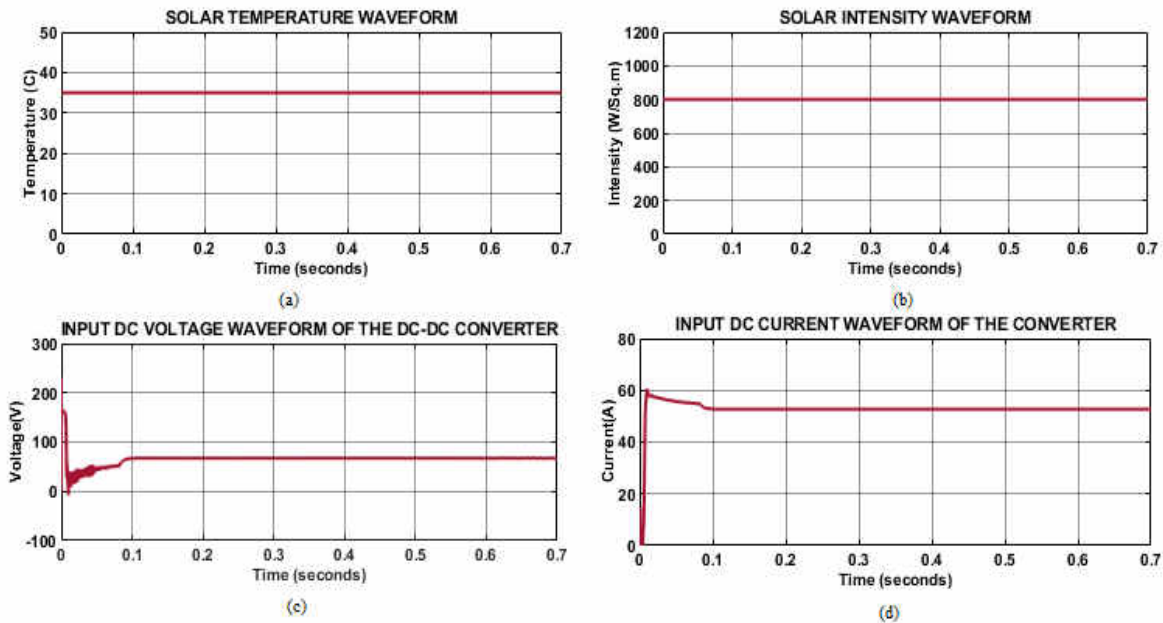 SOLAR TEMPERATURE WAVEFORM
50
40
30
20
10
0
Temperature (C)
0 0.1 0.2 0.3 0.4 0.5 0.6 0.7
Time (seconds)
(a)
SOLAR INTENSITY WAVEFORM
1200
1000
800
600
400
200
0
Intensity (W/Sq.m)
0 0.1 0.2 0.3 0.4 0.5 0.6 0.7
Time (seconds)
(b)
INPUT DC VOLTAGE WAVEFORM OF THE DC-DC CONVERTER
300
200
100
0
-100
Voltage(V)
0 0.1 0.2 0.3 0.4 0.5 0.6 0.7
Time (seconds)
(c)
INPUT DC CURRENT WAVEFORM OF THE CONVERTER
80
60
40
20
0
Current(A)
0 0.1 0.2 0.3 0.4 0.5 0.6 0.7
Time (seconds)
(d)